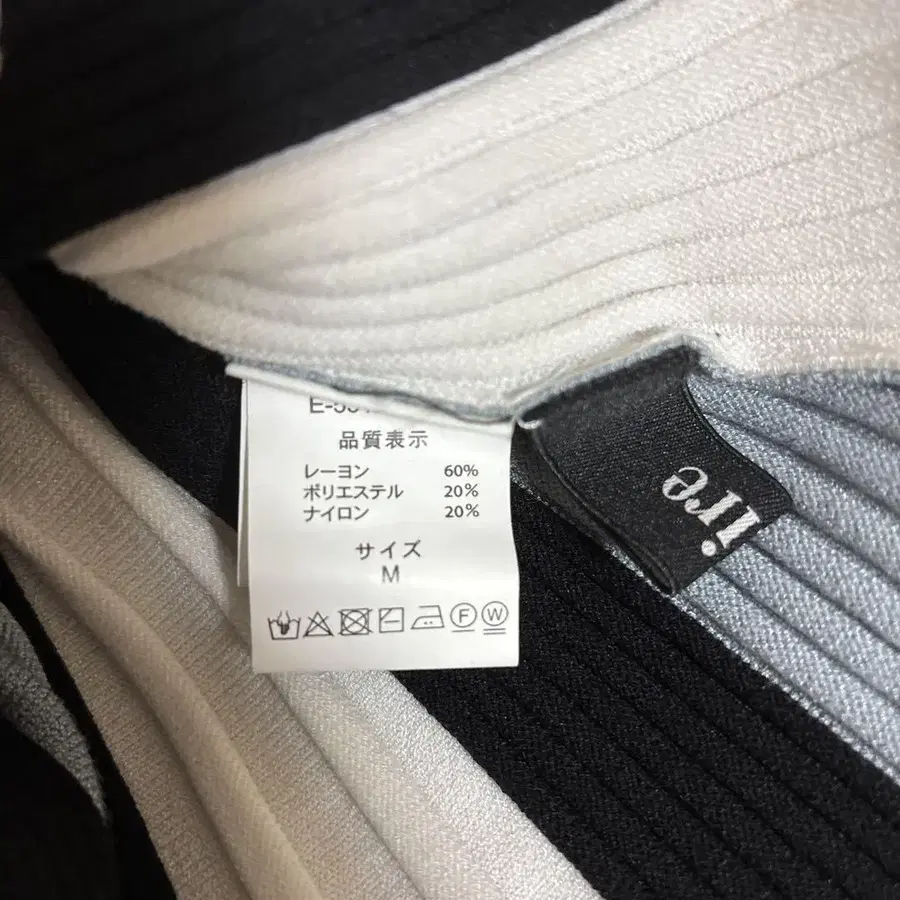 品質表示
レーヨン 60%
ポリエステル 20%
ナイロン 20%
サイズ
M
F W
ire